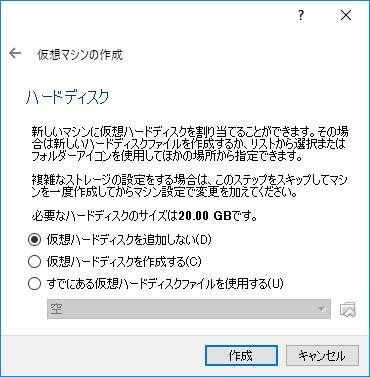 ?
仮想マシンの作成
ハードディスク
新しいマシンに仮想ハードディスクを割り当てることができます。その場
合は新しいハードディスクファイルを作成するか、リストから選択または
フォルダーアイコンを使用してほかの場所から指定できます。
複雑なストレージの設定をする場合は、このステップをスキップしてマシン
を一度作成してからマシン設定で変更を加えてください。
必要なハードディスクのサイズは20.00 GBです。
仮想ハードディスクを追加しない(D)
仮想ハードディスクを作成する(C)
すでにある仮想ハードディスクファイルを使用する(U)
空
作成 キャンセル